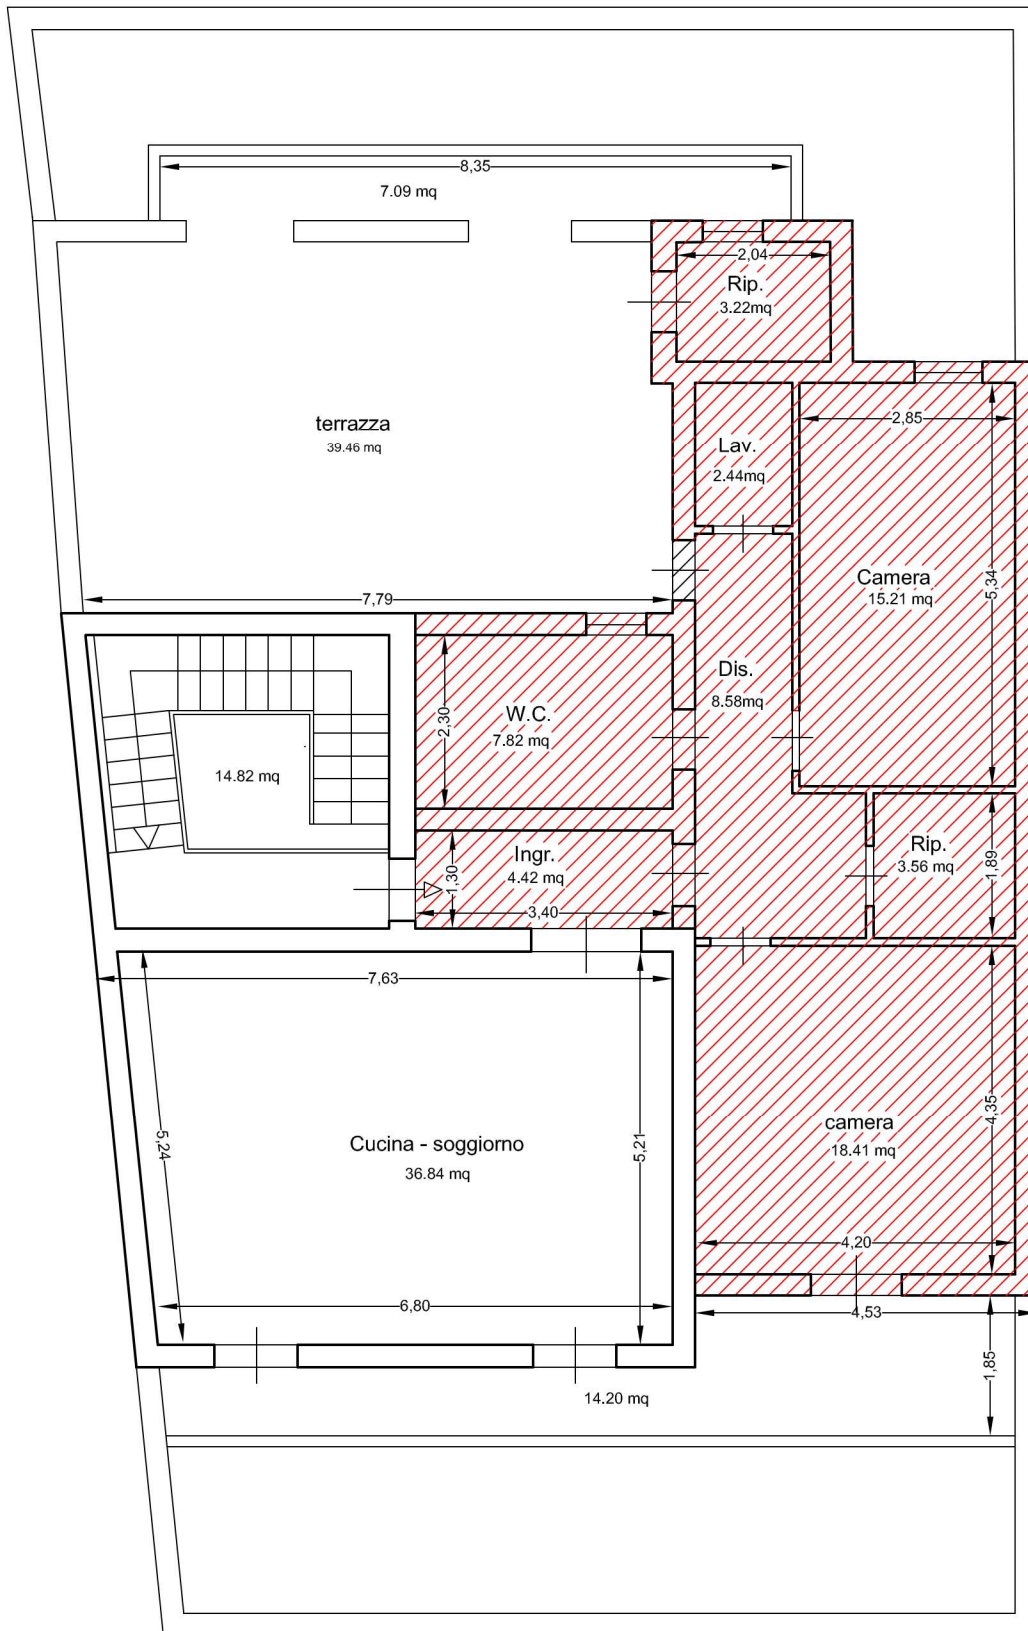 8,35
7.09 mq
2,04
Rip.
3.22mq
terrazza
39.46 mq
2,85
Lav.
2.44mq
5,34
Camera
15.21 mq
7,79
Dis.
8.58mq
2,30
W.C.
7.82 mq
14.82 mq
Ingr.
4.42 mq
1,30
3,40
Rip.
3.56 mq
1,89
7,63
5,24
Cucina - soggiorno
36.84 mq
5,21
4,35
camera
18.41 mq
4,20
6,80
4,53
1,85
14.20 mq